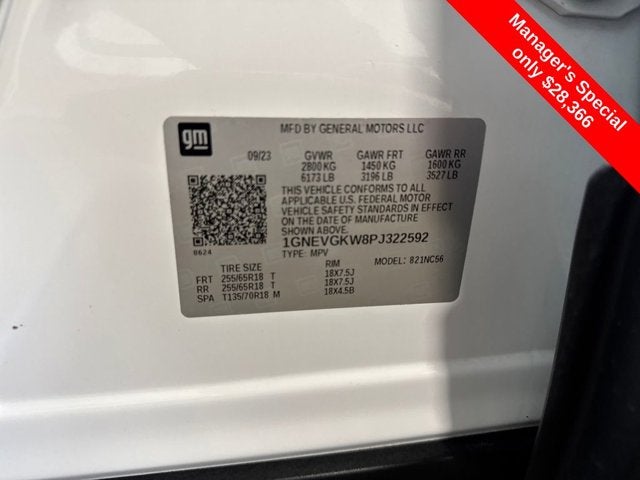 Manager's Special
only $28,366
gm
MFD BY GENERAL MOTORS LLC
09/23 GVWR GAWR FRT GAWR RR
2800 KG 1450 KG 1600 KG
6173 LB 3196 LB 3527 LB
THIS VEHICLE CONFORMS TO ALL
APPLICABLE U.S. FEDERAL MOTOR
VEHICLE SAFETY STANDARDS IN EFFECT
ON THE DATE OF MANUFACTURE
SHOWN ABOVE.
0624
1GNEVGKW8PJ322592
TYPE: MPV MODEL: 821NC56
TIRE SIZE RIM
FRT 255/65R18 T 18X7.5J
RR 255/65R18 T 18X7.5J
SPA T135/70R18 M 18X4.5B